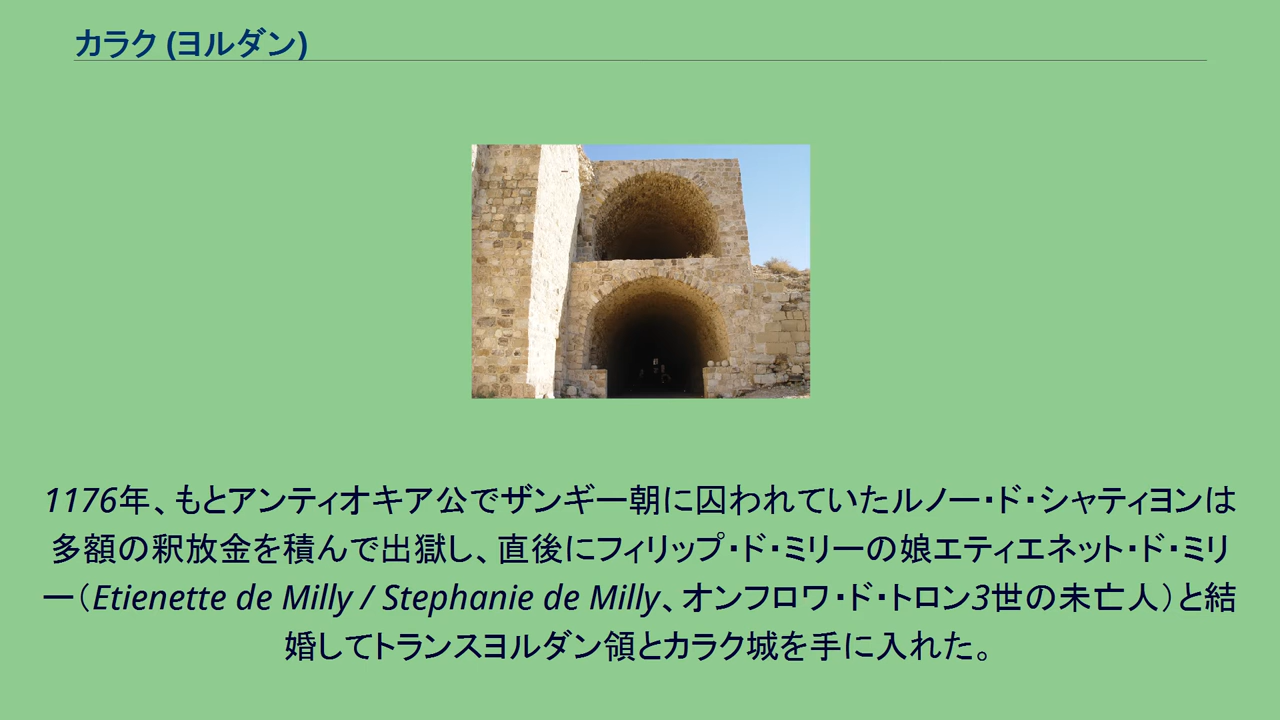 カラク (ヨルダン)
1176年、もとアンティオキア公でザンギー朝に囚われていたルノー・ド・シャティヨンは
多額の釈放金を積んで出獄し、直後にフィリップ・ド・ミリーの娘エティエネット・ド・ミリ
ー（Etienette de Milly / Stephanie de Milly、オンフロワ・ド・トロン3世の未亡人）と結
婚してトランスヨルダン領とカラク城を手に入れた。